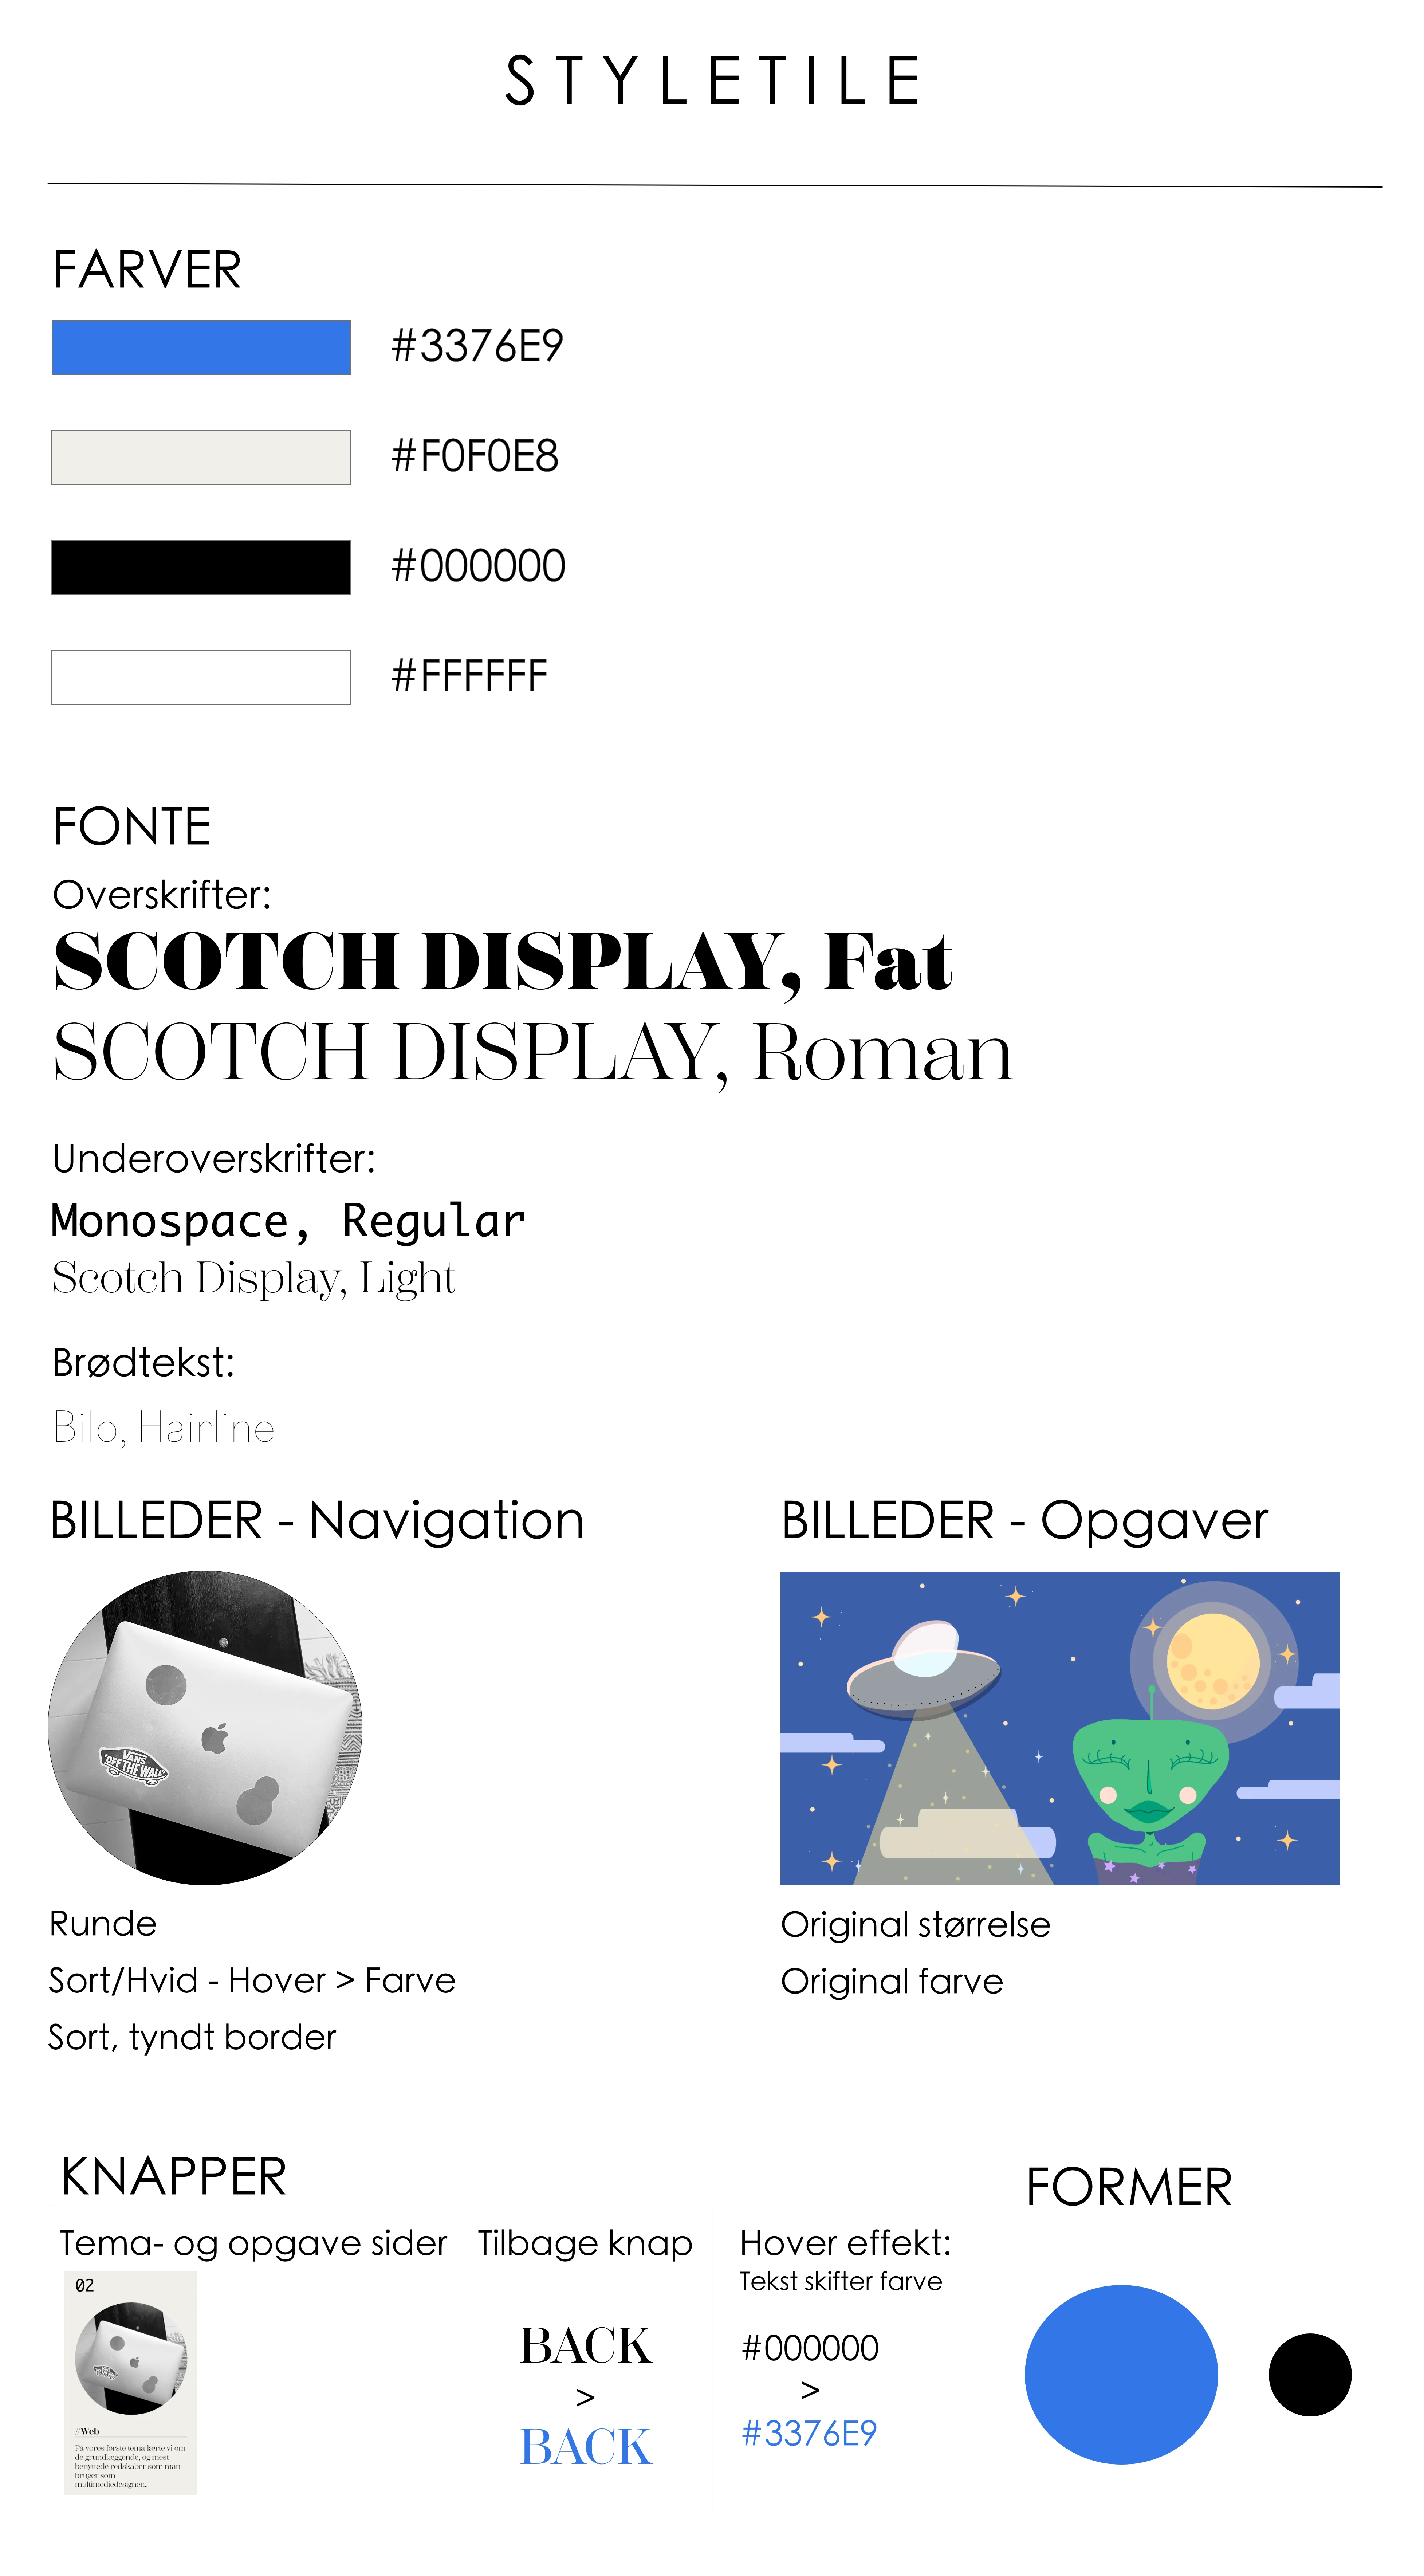 STYLETILE
FARVER
#3376E9
#F0F0E8
#000000
#FFFFFF
FONTE
Overskrifter:
SCOTCH DISPLAY, Fat
SCOTCH DISPLAY, Roman
Underoverskrifter:
Monospace, Regular
Scotch Display, Light
Brødtekst:
Bilo, Hairline
BILLEDER - Navigation
VANS
"OFF THE WALL"
Runde
Sort/Hvid - Hover > Farve
Sort, tyndt border
BILLEDER - Opgaver
Original størrelse
Original farve
KNAPPER
Tema- og opgave sider
02
//Web
På vores første tema lærte vi om
de grundlæggende, og mest
benyttede redskaber som man
bruger som
multimediedesigner...
Tilbage knap
BACK
>
BACK
Hover effekt:
Tekst skifter farve
#000000
>
#3376E9
FORMER